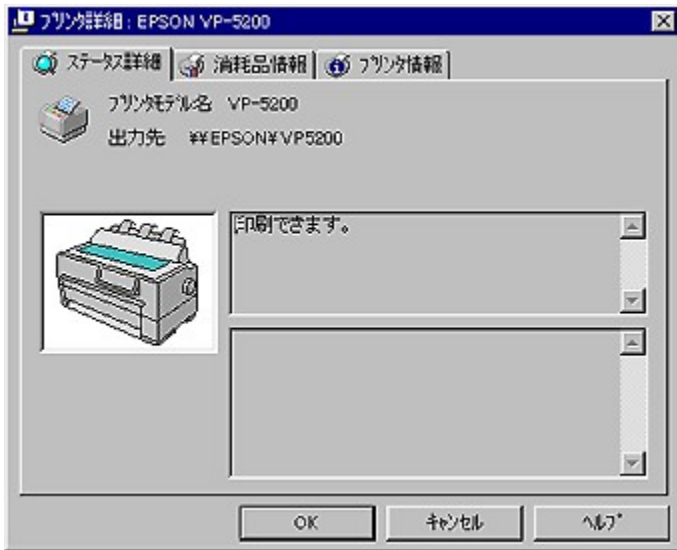 ﾌﾟﾘﾝﾀ詳細 : EPSON VP-5200
ｽﾃｰﾀｽ詳細
消耗品情報
ﾌﾟﾘﾝﾀ情報
ﾌﾟﾘﾝﾀﾓﾃﾞﾙ名 VP-5200
出力先 ¥¥EPSON¥VP5200
印刷できます。
OK
ｷｬﾝｾﾙ
ﾍﾙﾌﾟ